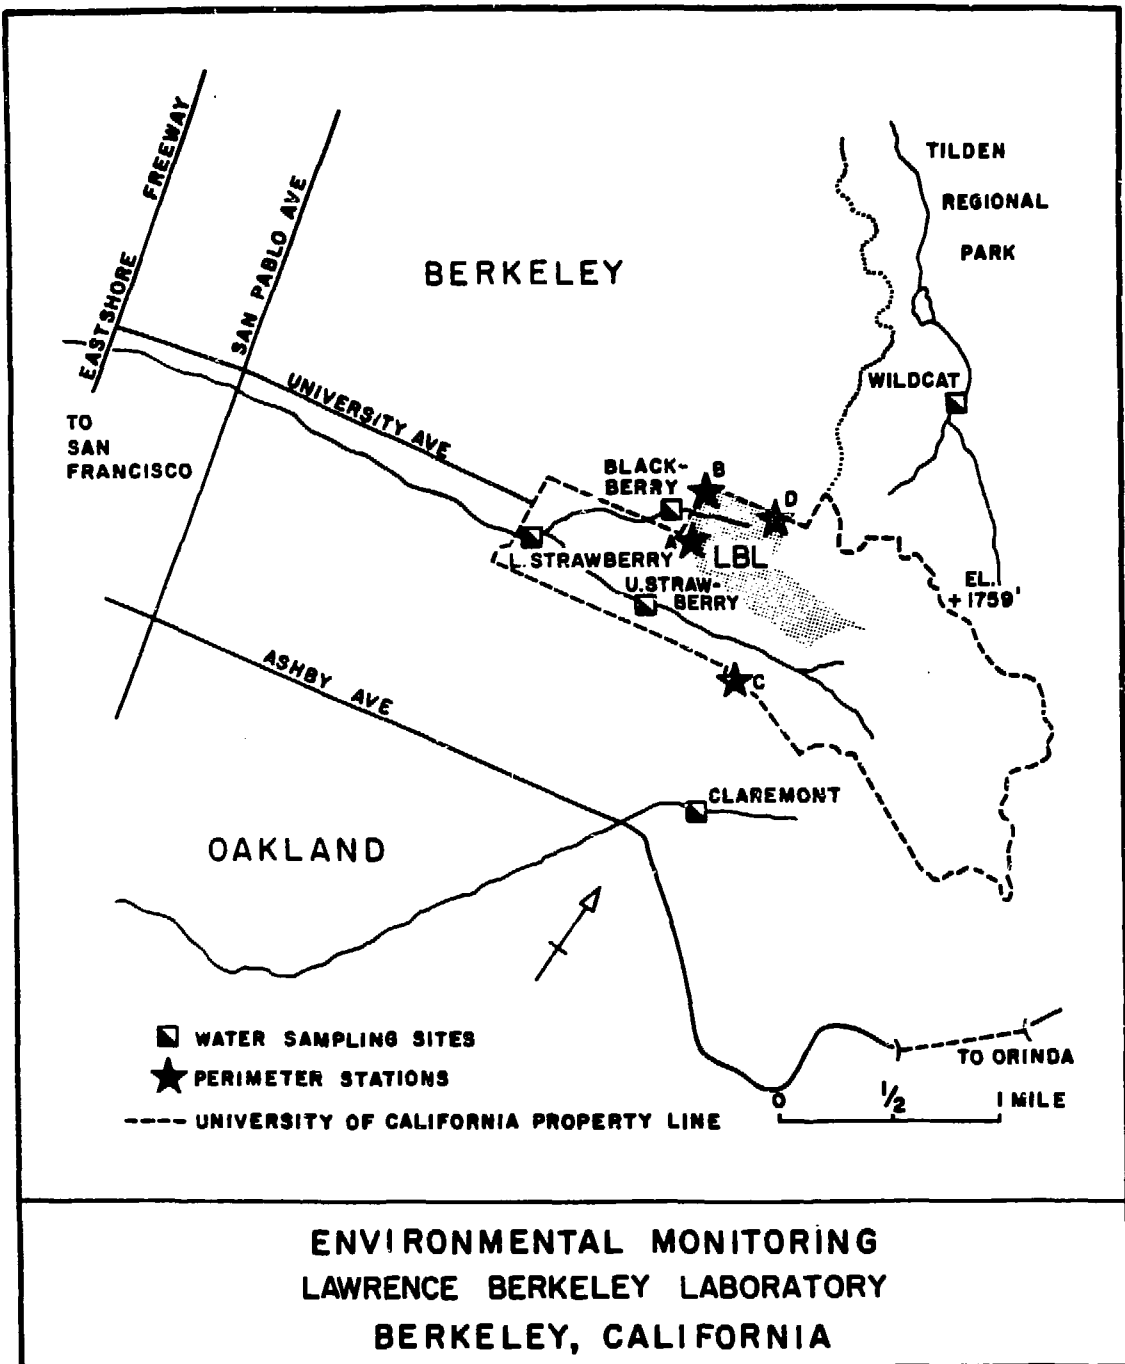 EASTSHORE FREEWAY
SAN PABLO AVE
BERKELEY
TILDEN
REGIONAL
PARK
UNIVERSITY AVE
WILDCAT
TO
SAN
FRANCISCO
BLACK-
BERRY
B
D
A
L. STRAWBERRY
LBL
U. STRAW-
BERRY
EL.
+1759'
C
ASHBY AVE
CLAREMONT
OAKLAND
WATER SAMPLING SITES
PERIMETER STATIONS
UNIVERSITY OF CALIFORNIA PROPERTY LINE
TO ORINDA
0 1/2 1 MILE
ENVIRONMENTAL MONITORING
LAWRENCE BERKELEY LABORATORY
BERKELEY, CALIFORNIA